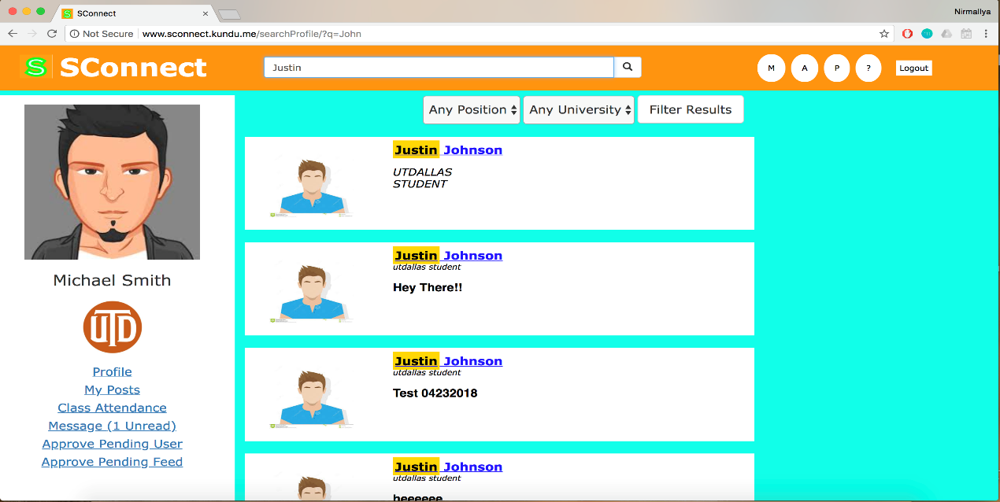 SConnect
Nirmallya
Not Secure
www.sconnect.kundu.me/searchProfile/?q=John
S
SConnect
Justin
M
A
P
?
Logout
Any Position
Any University
Filter Results
Michael Smith
UTD
Profile
My Posts
Class Attendance
Message (1 Unread)
Approve Pending User
Approve Pending Feed
Justin Johnson
UTDALLAS
STUDENT
Justin Johnson
utdallas student
Hey There!!
Justin Johnson
utdallas student
Test 04232018
Justin Johnson
utdallas student
heeeeee